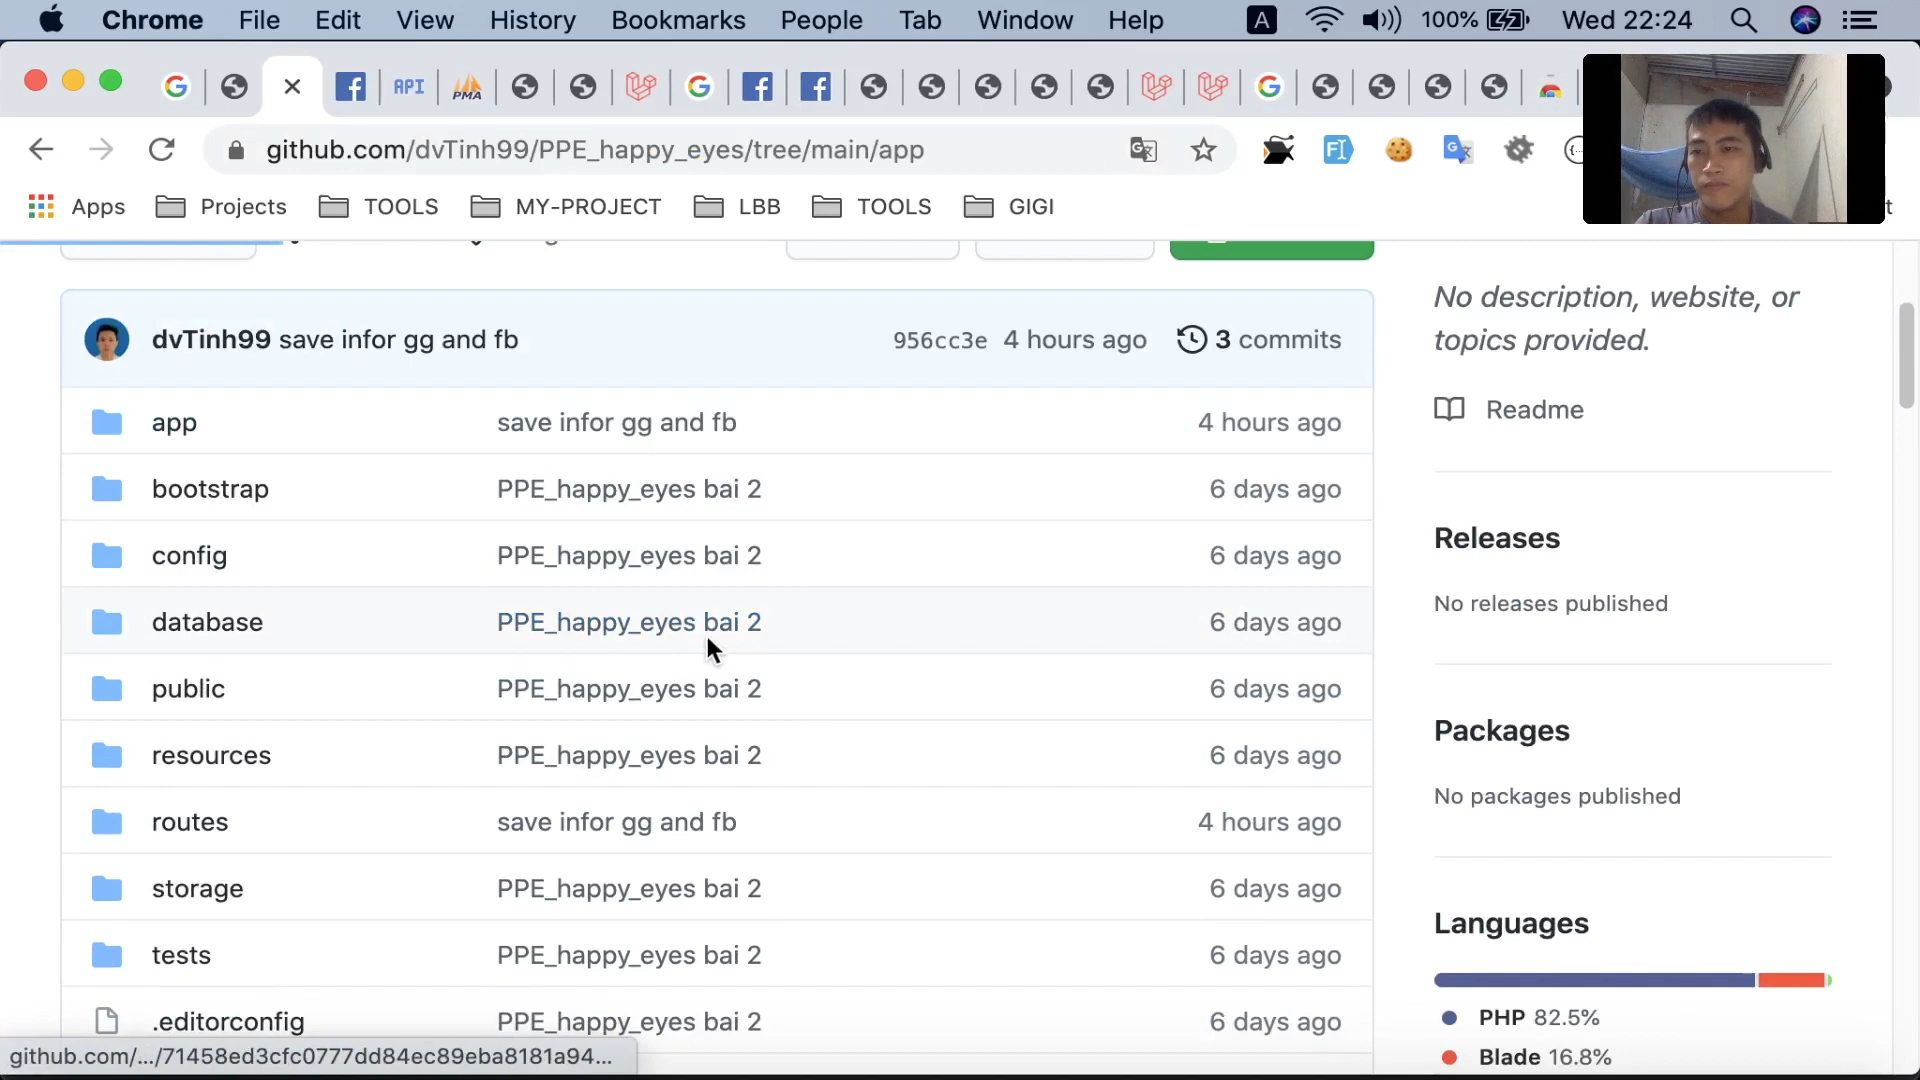 Chrome File Edit View History Bookmarks People Tab Window Help A 100% Wed 22:24
API PMA
github.com/dvTinh99/PPE_happy_eyes/tree/main/app
Apps Projects TOOLS MY-PROJECT LBB TOOLS GIGI
dvTinh99 save infor gg and fb 956cc3e 4 hours ago 3 commits
app save infor gg and fb 4 hours ago
bootstrap PPE_happy_eyes bai 2 6 days ago
config PPE_happy_eyes bai 2 6 days ago
database PPE_happy_eyes bai 2 6 days ago
public PPE_happy_eyes bai 2 6 days ago
resources PPE_happy_eyes bai 2 6 days ago
routes save infor gg and fb 4 hours ago
storage PPE_happy_eyes bai 2 6 days ago
tests PPE_happy_eyes bai 2 6 days ago
.editorconfig PPE_happy_eyes bai 2 6 days ago
github.com/.../71458ed3cfc0777dd84ec89eba8181a94...
No description, website, or
topics provided.
Readme
Releases
No releases published
Packages
No packages published
Languages
PHP 82.5%
Blade 16.8%